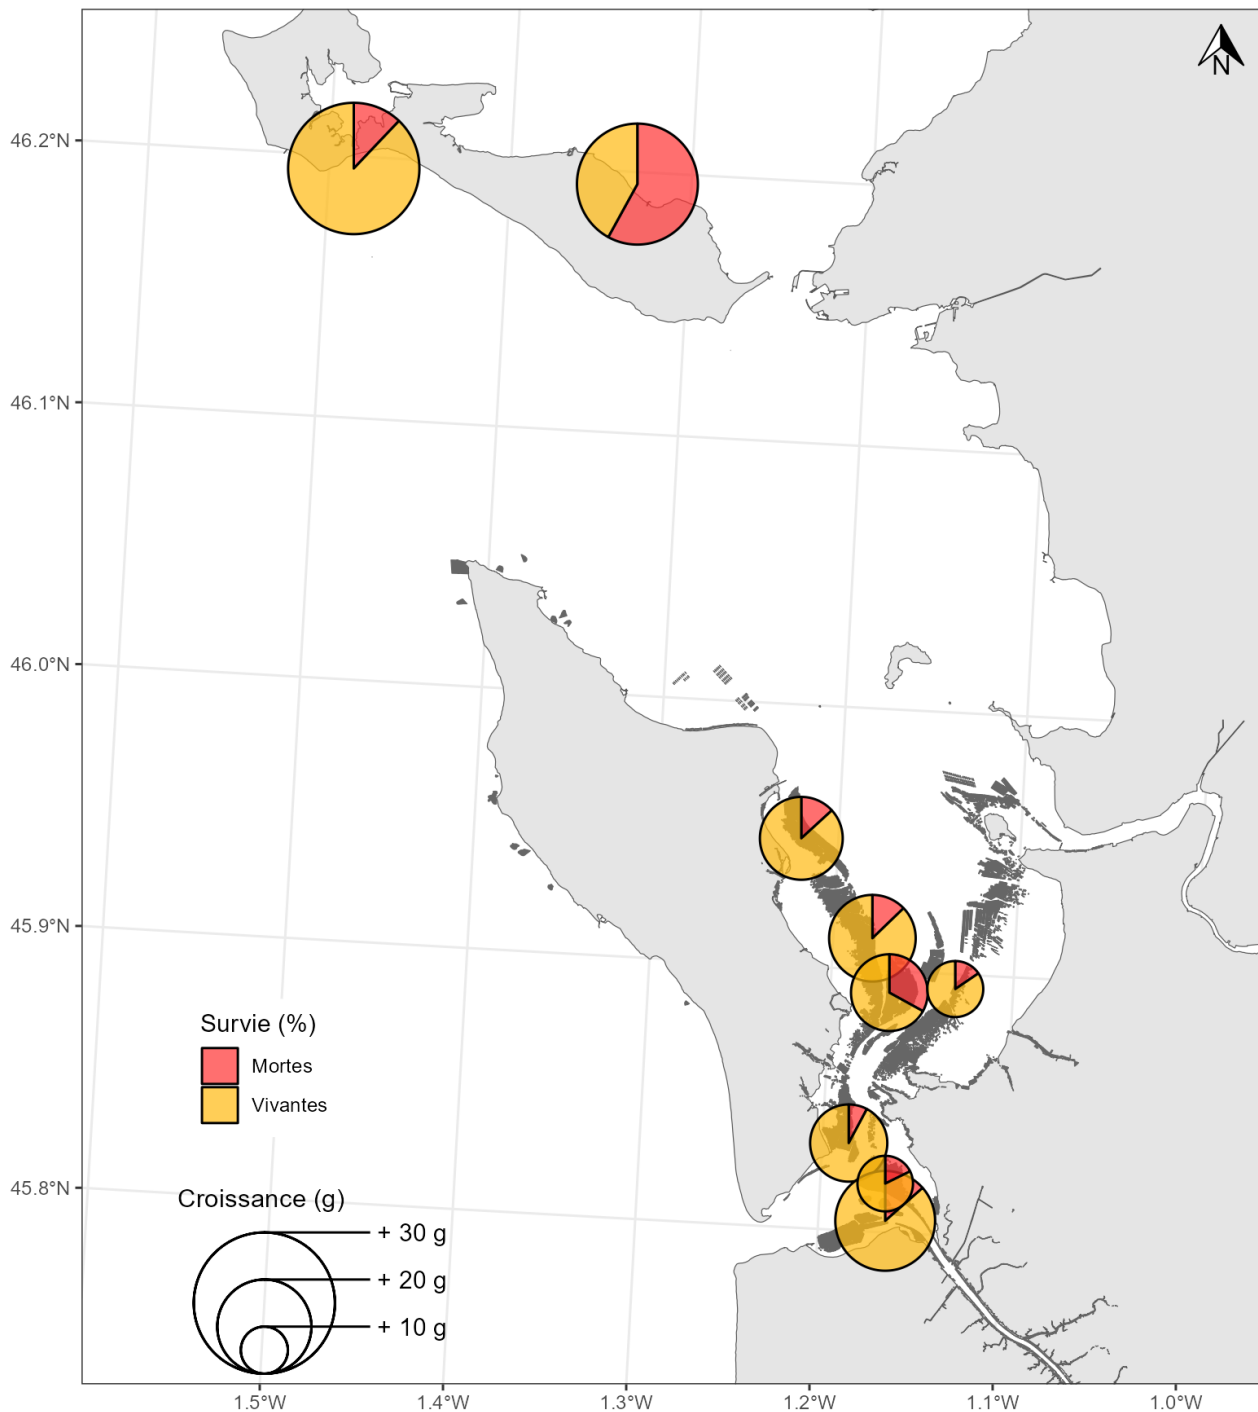 N
46.2°N
46.1°N
46.0°N
45.9°N
45.8°N
Survie (%)
Mortes
Vivantes
Croissance (g)
+ 30 g
+ 20 g
+ 10 g
1.5°W
1.4°W
1.3°W
1.2°W
1.1°W
1.0°W